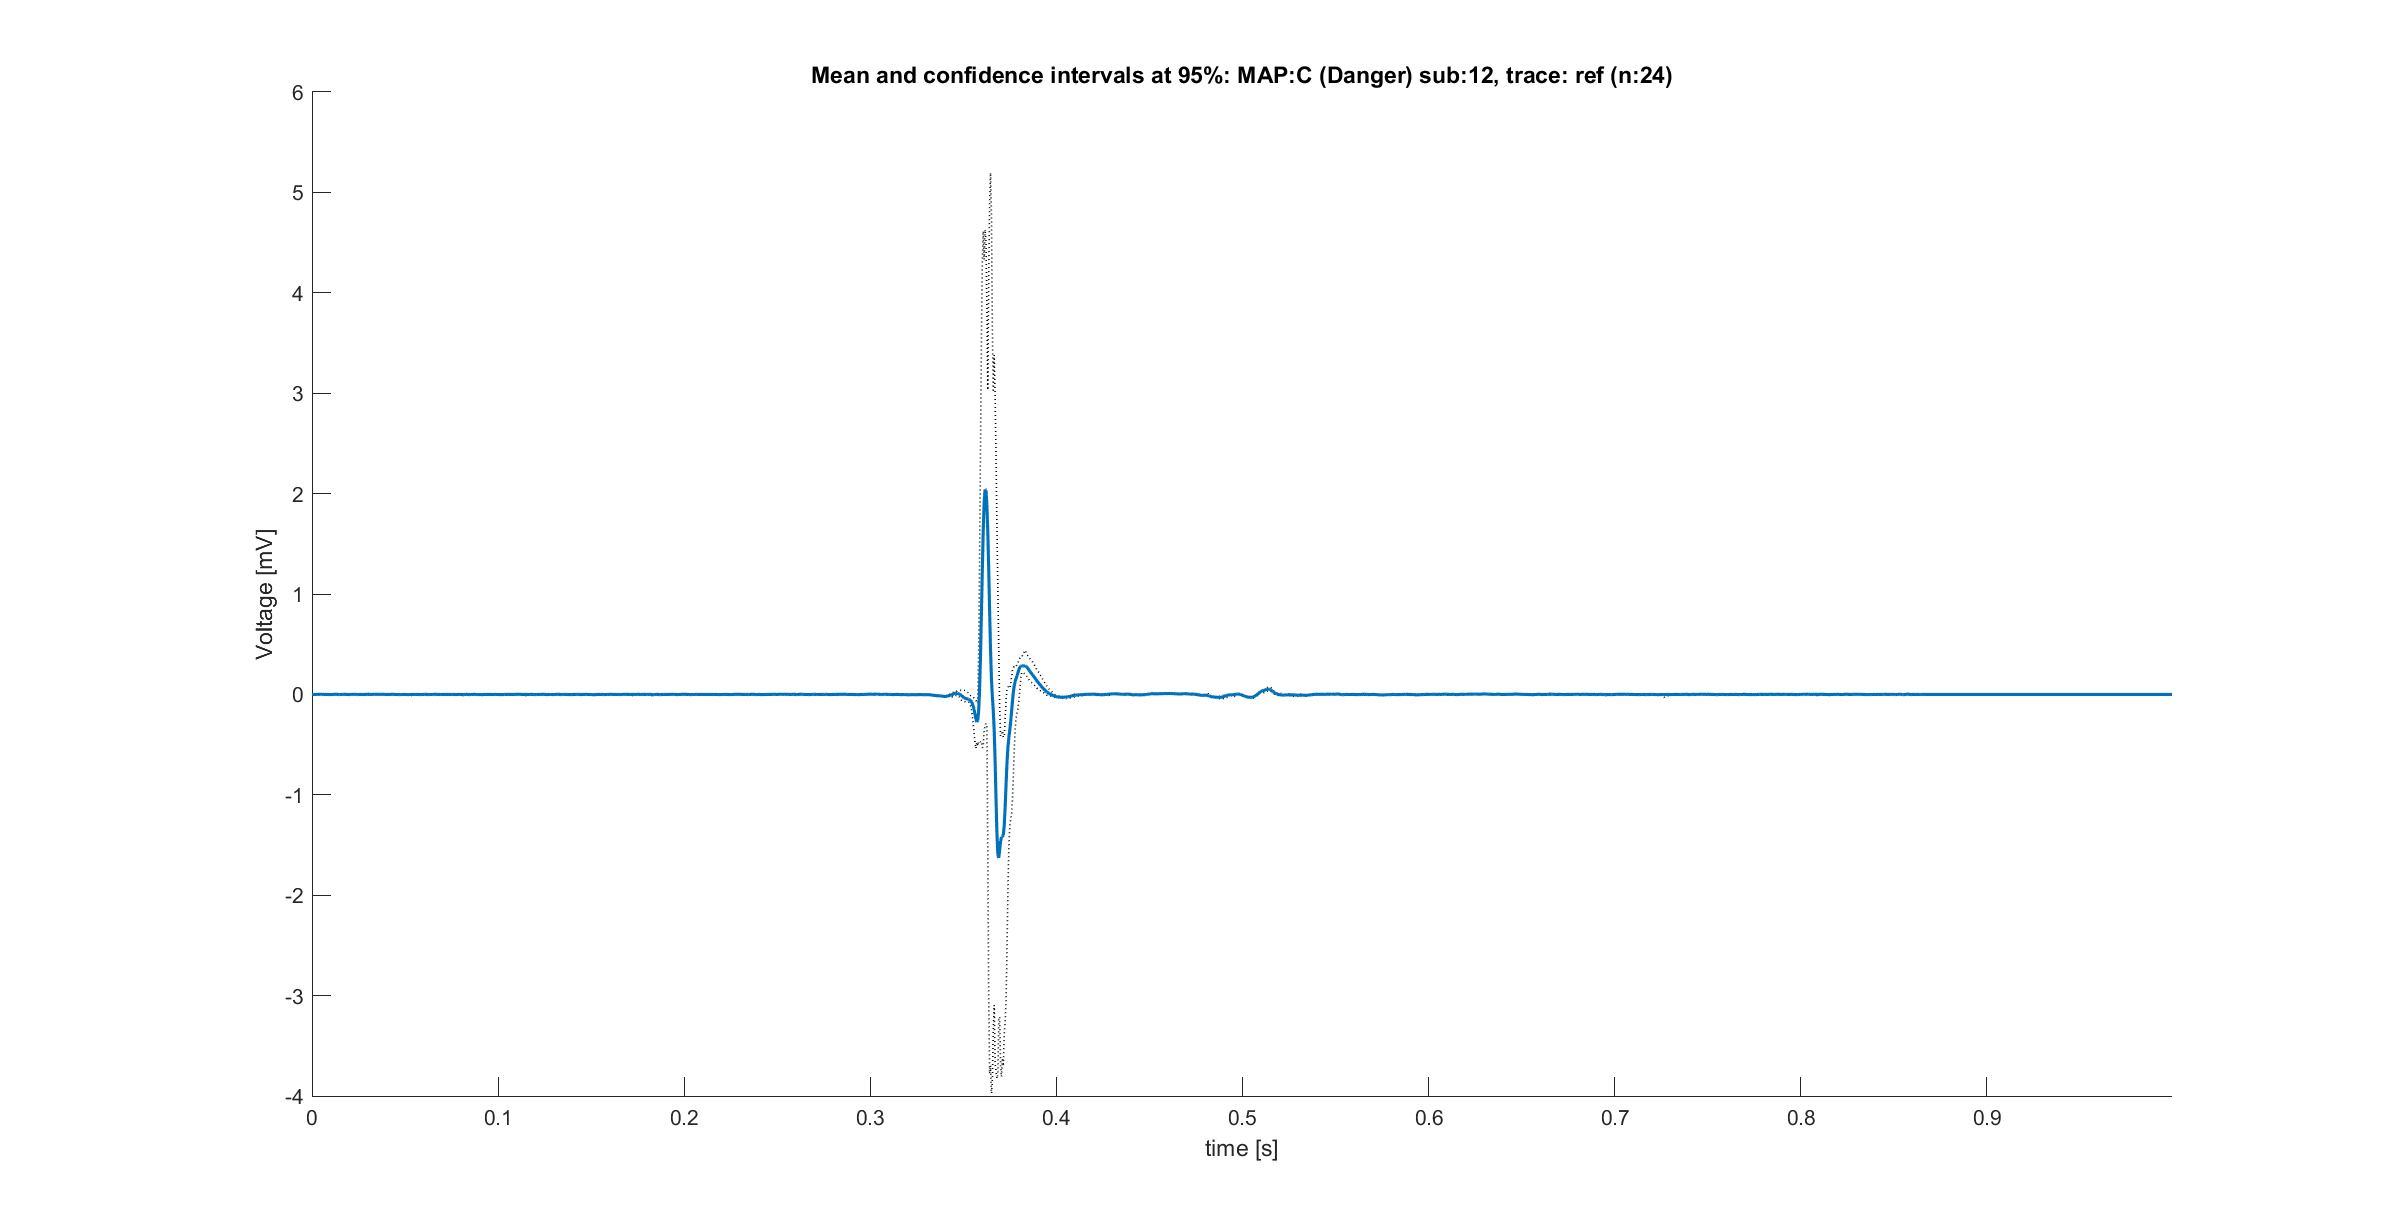 Mean and confidence intervals at 95%: MAP:C (Danger) sub:12, trace: ref (n:24)
6
5
4
3
2
1
0
-1
-2
-3
-4
Voltage [mV]
0 0.1 0.2 0.3 0.4 0.5 0.6 0.7 0.8 0.9
time [s]